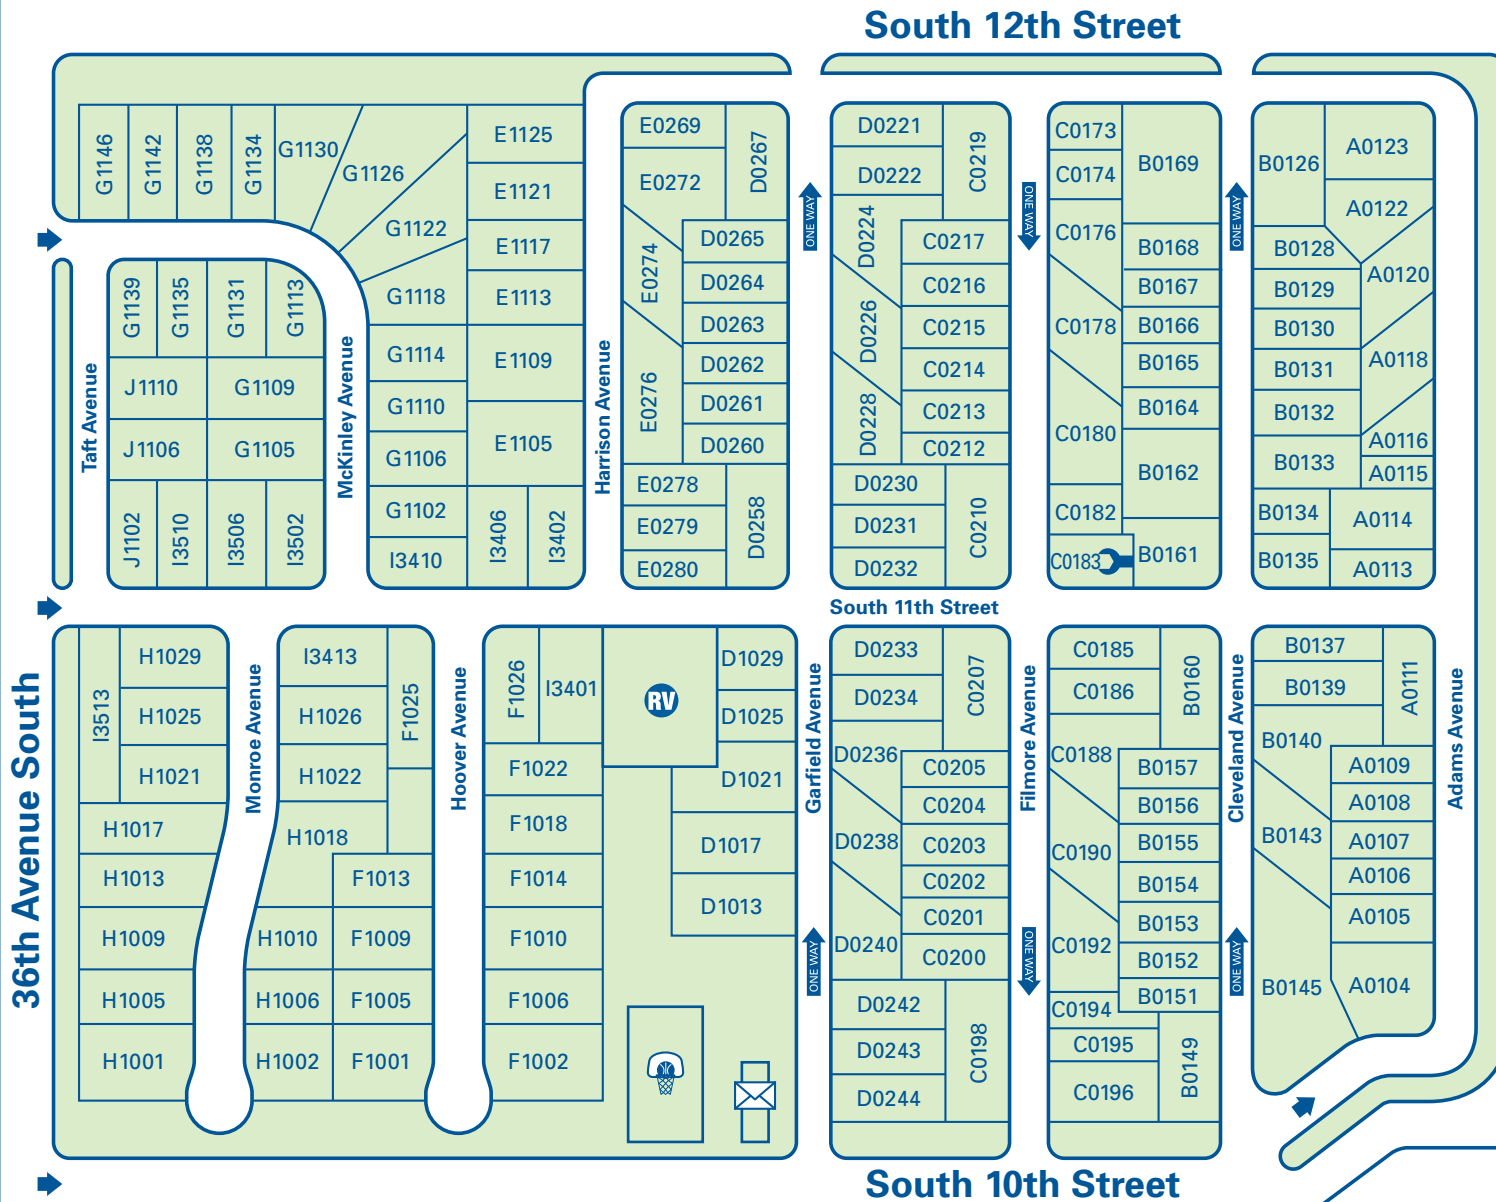 South 12th Street
G1146
G1142
G1138
G1134
G1130
G1126
G1122
G1118
G1114
G1110
G1106
G1102
I3410
E1125
E1121
E1117
E1113
E1109
E1105
I3406
I3402
G1139
G1135
G1131
G1113
J1110
G1109
J1106
G1105
J1102
I3510
I3506
I3502
Taft Avenue
McKinley Avenue
Harrison Avenue
E0269
E0272
E0274
E0276
E0278
E0279
E0280
D0267
D0265
D0264
D0263
D0262
D0261
D0260
D0258
ONE WAY
D0221
D0222
D0224
D0226
D0228
D0230
D0231
D0232
C0219
C0217
C0216
C0215
C0214
C0213
C0212
C0210
ONE WAY
C0173
C0174
C0176
C0178
C0180
C0182
C0183
B0169
B0168
B0167
B0166
B0165
B0164
B0162
B0161
ONE WAY
B0126
B0128
B0129
B0130
B0131
B0132
B0133
B0134
B0135
A0123
A0122
A0120
A0118
A0116
A0115
A0114
A0113
South 11th Street
36th Avenue South
I3513
H1029
H1025
H1021
H1017
H1013
H1009
H1005
H1001
Monroe Avenue
I3413
H1026
H1022
H1018
H1010
H1006
H1002
F1025
F1013
F1009
F1005
F1001
Hoover Avenue
F1026
I3401
F1022
F1018
F1014
F1010
F1006
F1002
RV
D1029
D1025
D1021
D1017
D1013
Garfield Avenue
ONE WAY
D0233
D0234
D0236
D0238
D0240
D0242
D0243
D0244
C0207
C0205
C0204
C0203
C0202
C0201
C0200
C0198
Filmore Avenue
ONE WAY
C0185
C0186
C0188
C0190
C0192
C0194
C0195
C0196
B0160
B0157
B0156
B0155
B0154
B0153
B0152
B0151
B0149
Cleveland Avenue
ONE WAY
B0137
B0139
B0140
B0143
B0145
A0111
A0109
A0108
A0107
A0106
A0105
A0104
Adams Avenue
South 10th Street